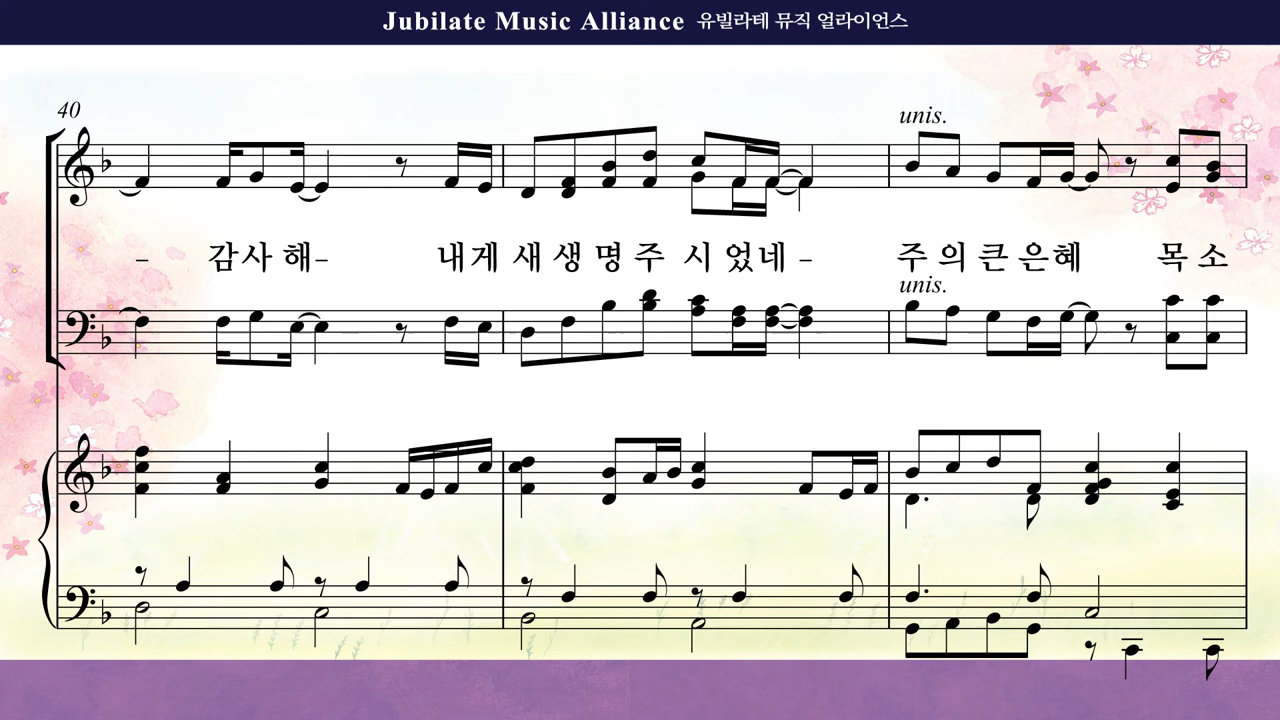 Jubilate Music Alliance 유빌라테 뮤직 얼라이언스
40
unis.
- 감사 해- 내게 새 생 명 주 시 었네 - 주 의 큰 은혜 목 소
unis.